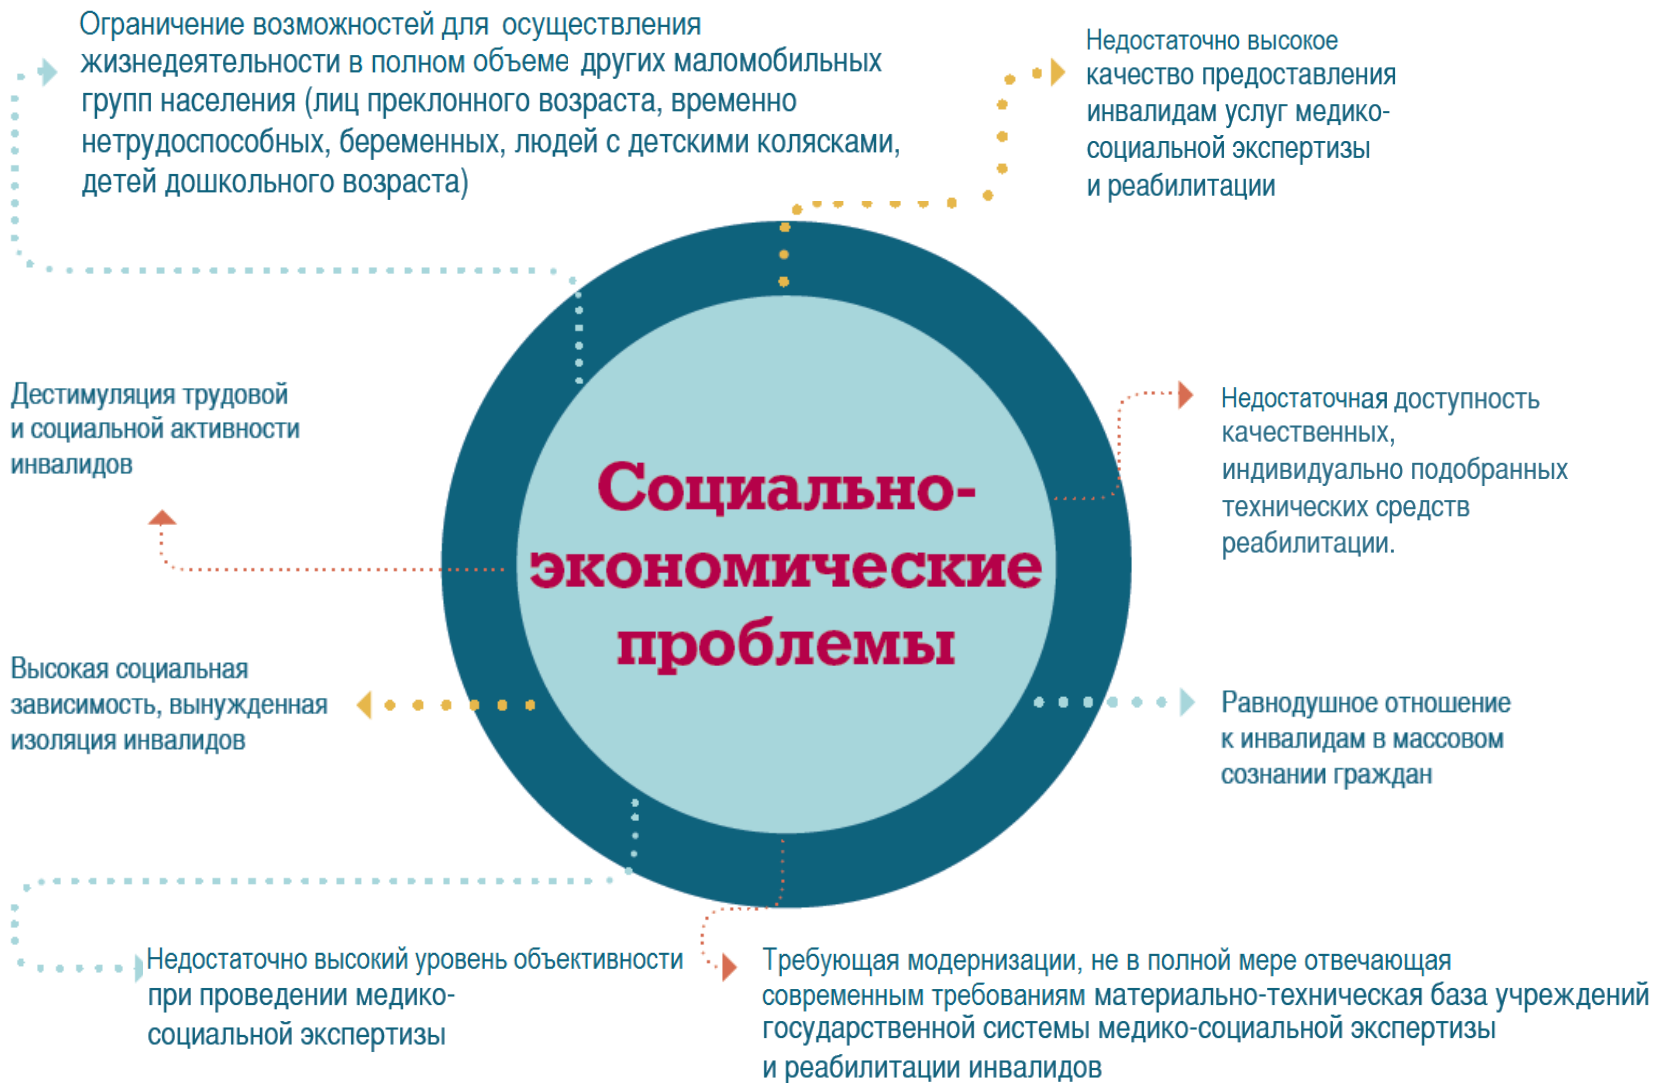 Ограничение возможностей для осуществления
жизнедеятельности в полном объеме других маломобильных
групп населения (лиц преклонного возраста, временно
нетрудоспособных, беременных, людей с детскими колясками,
детей дошкольного возраста)
Недостаточно высокое
качество предоставления
инвалидам услуг медико-
социальной экспертизы
и реабилитации
Дестимуляция трудовой
и социальной активности
инвалидов
Недостаточная доступность
качественных,
индивидуально подобранных
технических средств
реабилитации.
Социально-
экономические
проблемы
Высокая социальная
зависимость, вынужденная
изоляция инвалидов
Равнодушное отношение
к инвалидам в массовом
сознании граждан
Недостаточно высокий уровень объективности
при проведении медико-
социальной экспертизы
Требующая модернизации, не в полной мере отвечающая
современным требованиям материально-техническая база учреждений
государственной системы медико-социальной экспертизы
и реабилитации инвалидов